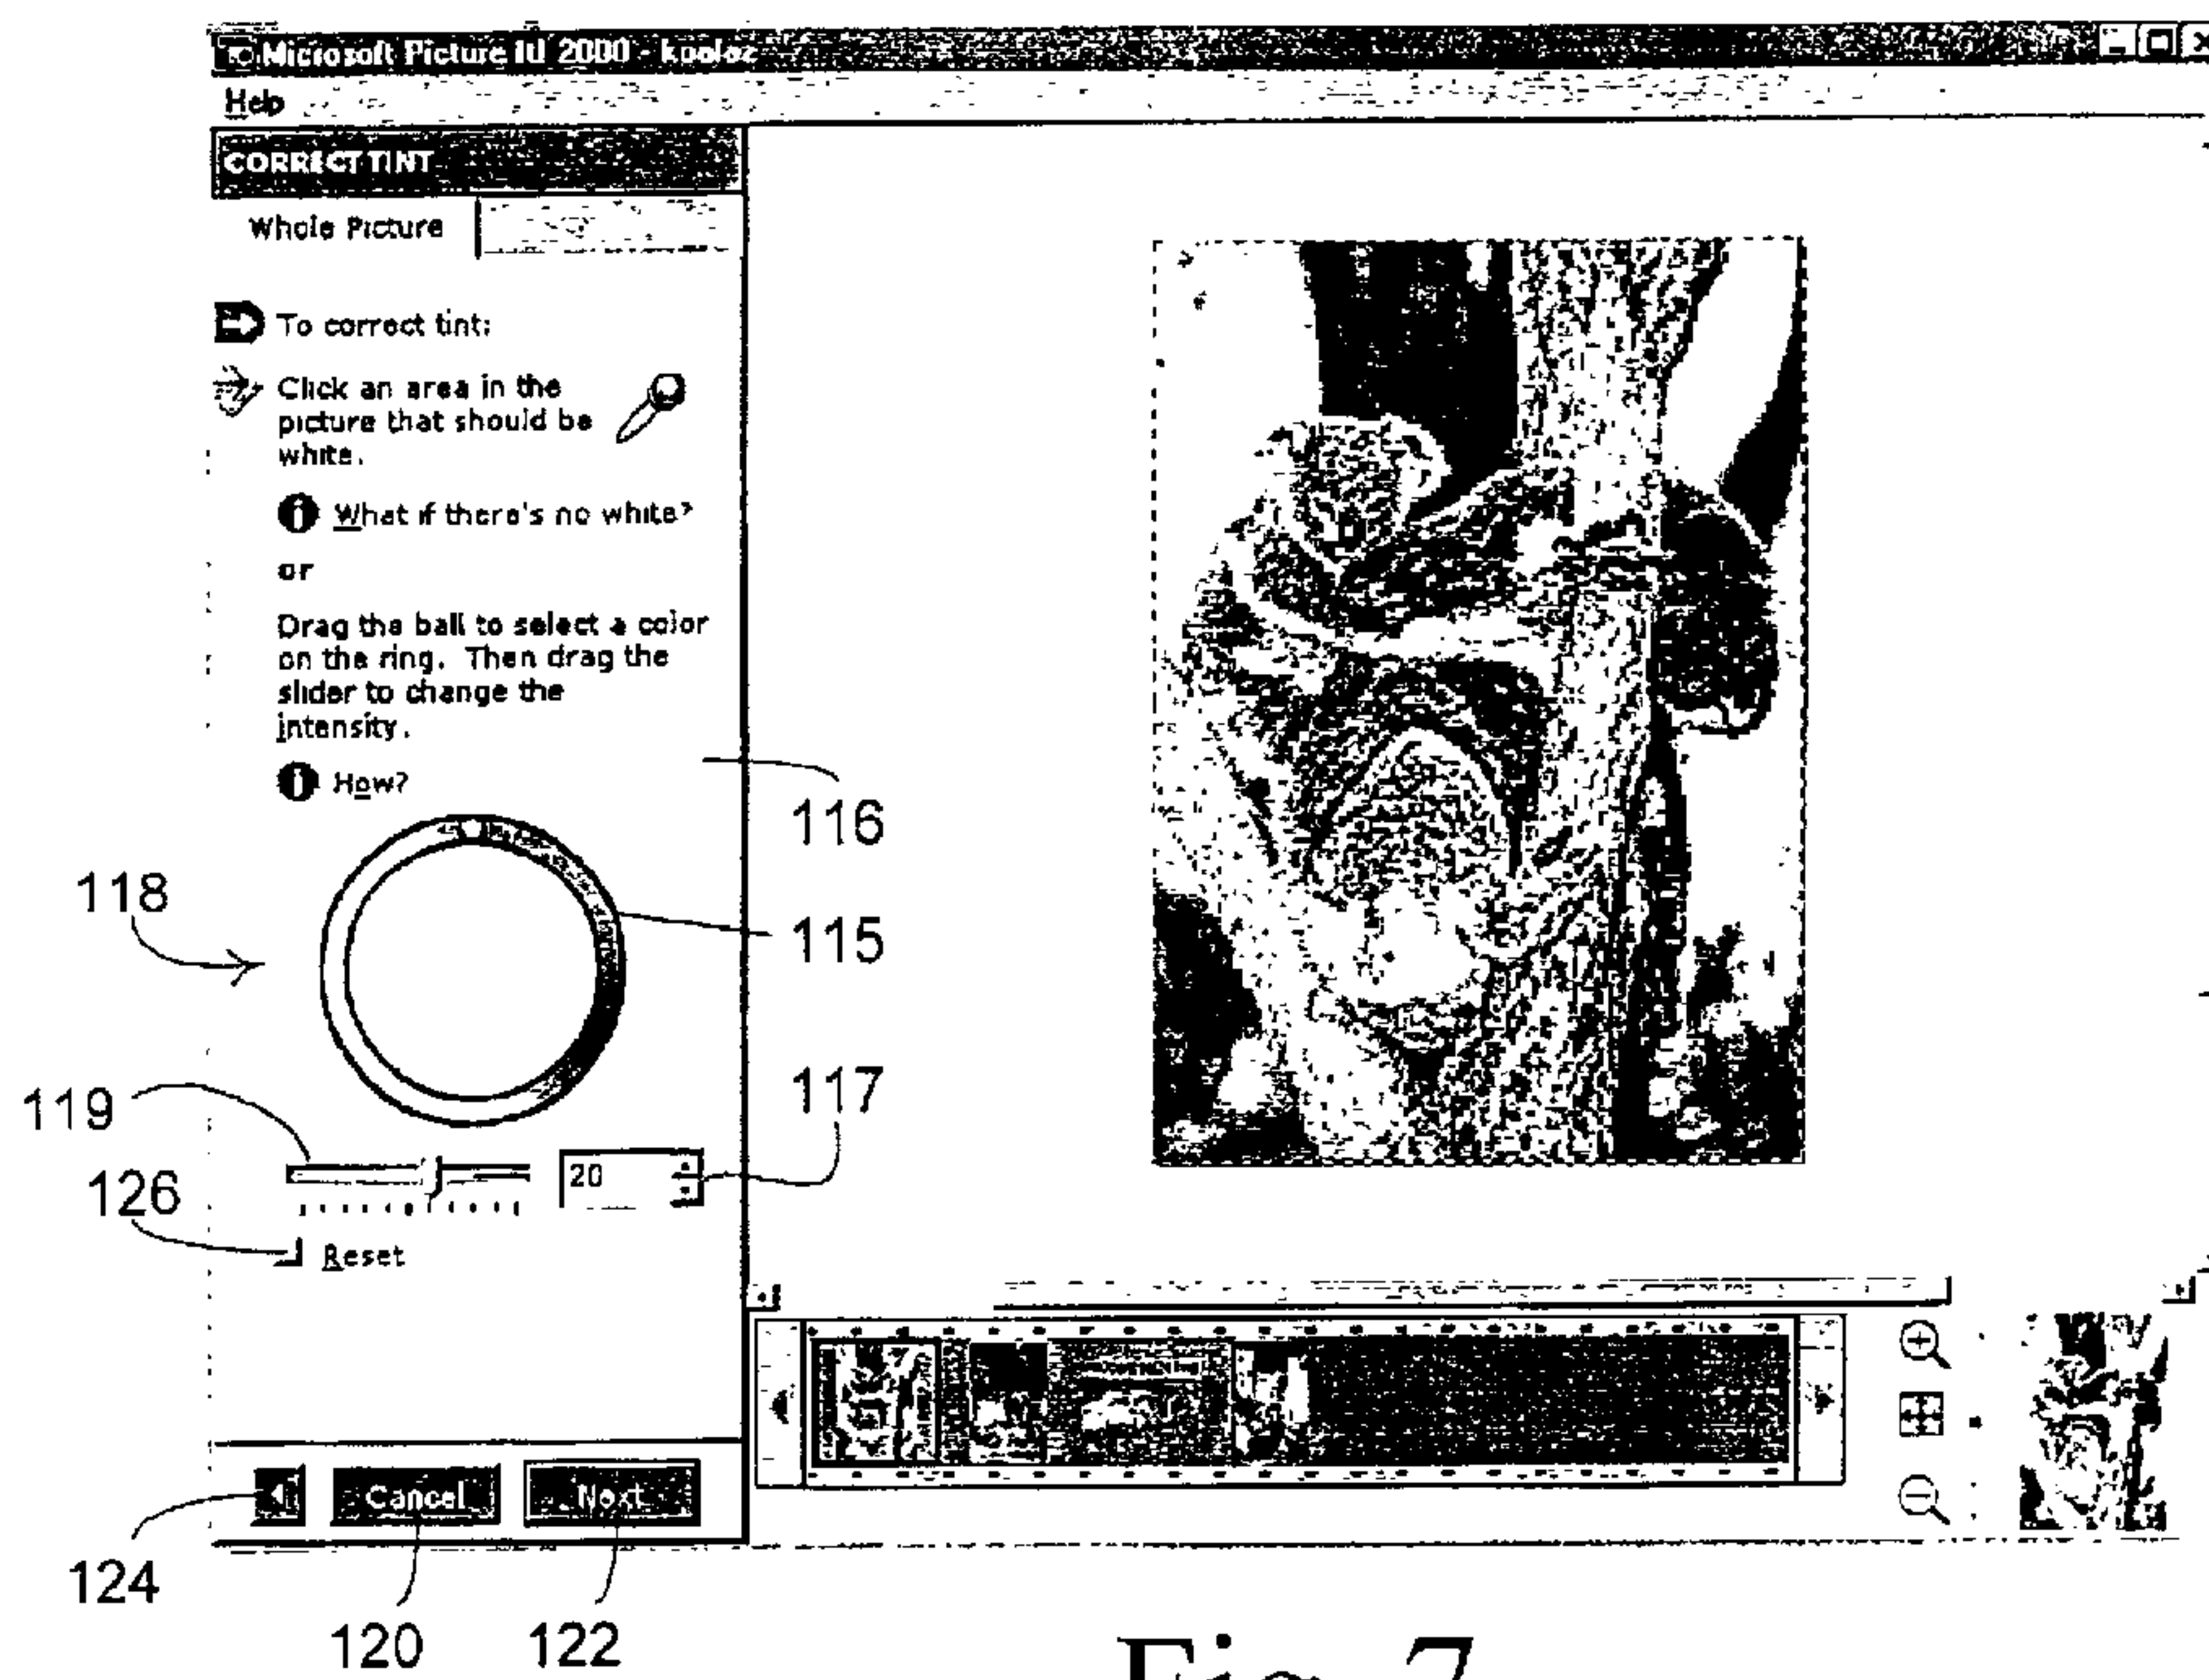 Microsoft Picture It! 2000 - koalaz
Help
CORRECT TINT
Whole Picture
To correct tint:
Click an area in the
picture that should be
white.
What if there's no white?
or
Drag the ball to select a color
on the ring. Then drag the
slider to change the
intensity.
How?
116
118
115
117
119
20
126
Reset
Cancel
Next
124
120
122
Fig. 7